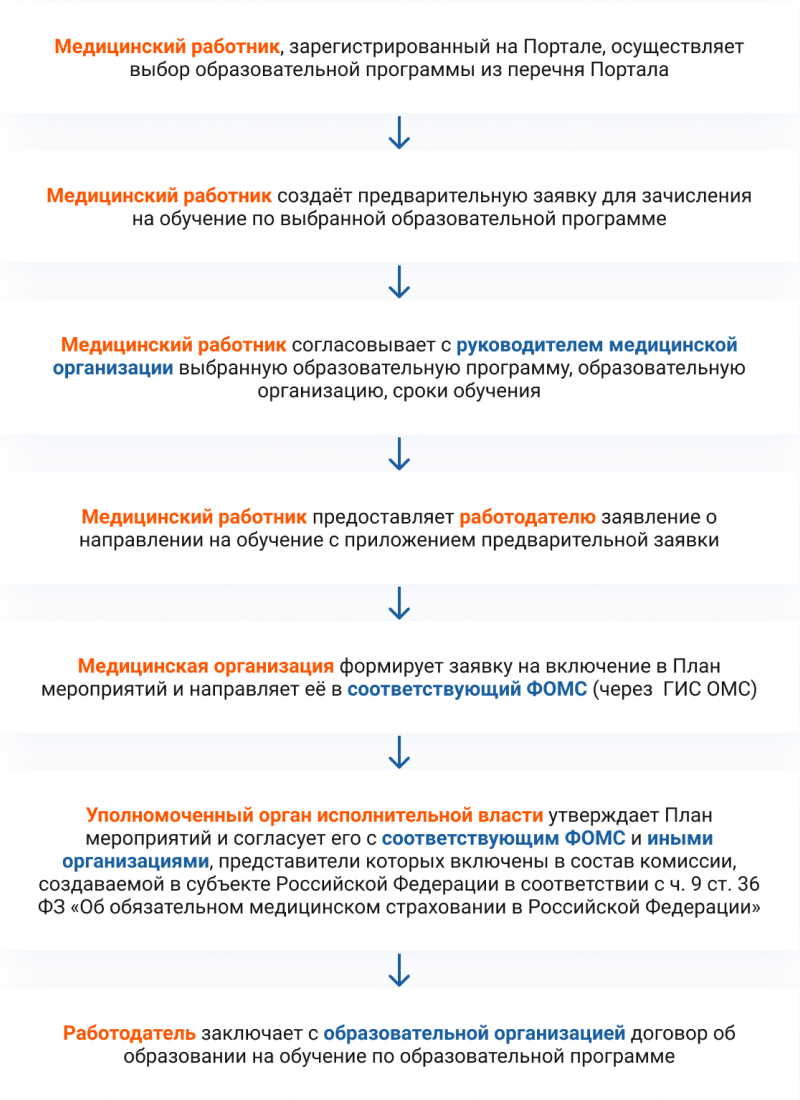 Медицинский работник, зарегистрированный на Портале, осуществляет
выбор образовательной программы из перечня Портала
Медицинский работник создаёт предварительную заявку для зачисления
на обучение по выбранной образовательной программе
Медицинский работник согласовывает с руководителем медицинской
организации выбранную образовательную программу, образовательную
организацию, сроки обучения
Медицинский работник предоставляет работодателю заявление о
направлении на обучение с приложением предварительной заявки
Медицинская организация формирует заявку на включение в План
мероприятий и направляет её в соответствующий ФОМС (через ГИС ОМС)
Уполномоченный орган исполнительной власти утверждает План
мероприятий и согласует его с соответствующим ФОМС и иными
организациями, представители которых включены в состав комиссии,
создаваемой в субъекте Российской Федерации в соответствии с ч. 9 ст. 36
ФЗ «Об обязательном медицинском страховании в Российской Федерации»
Работодатель заключает с образовательной организацией договор об
образовании на обучение по образовательной программе